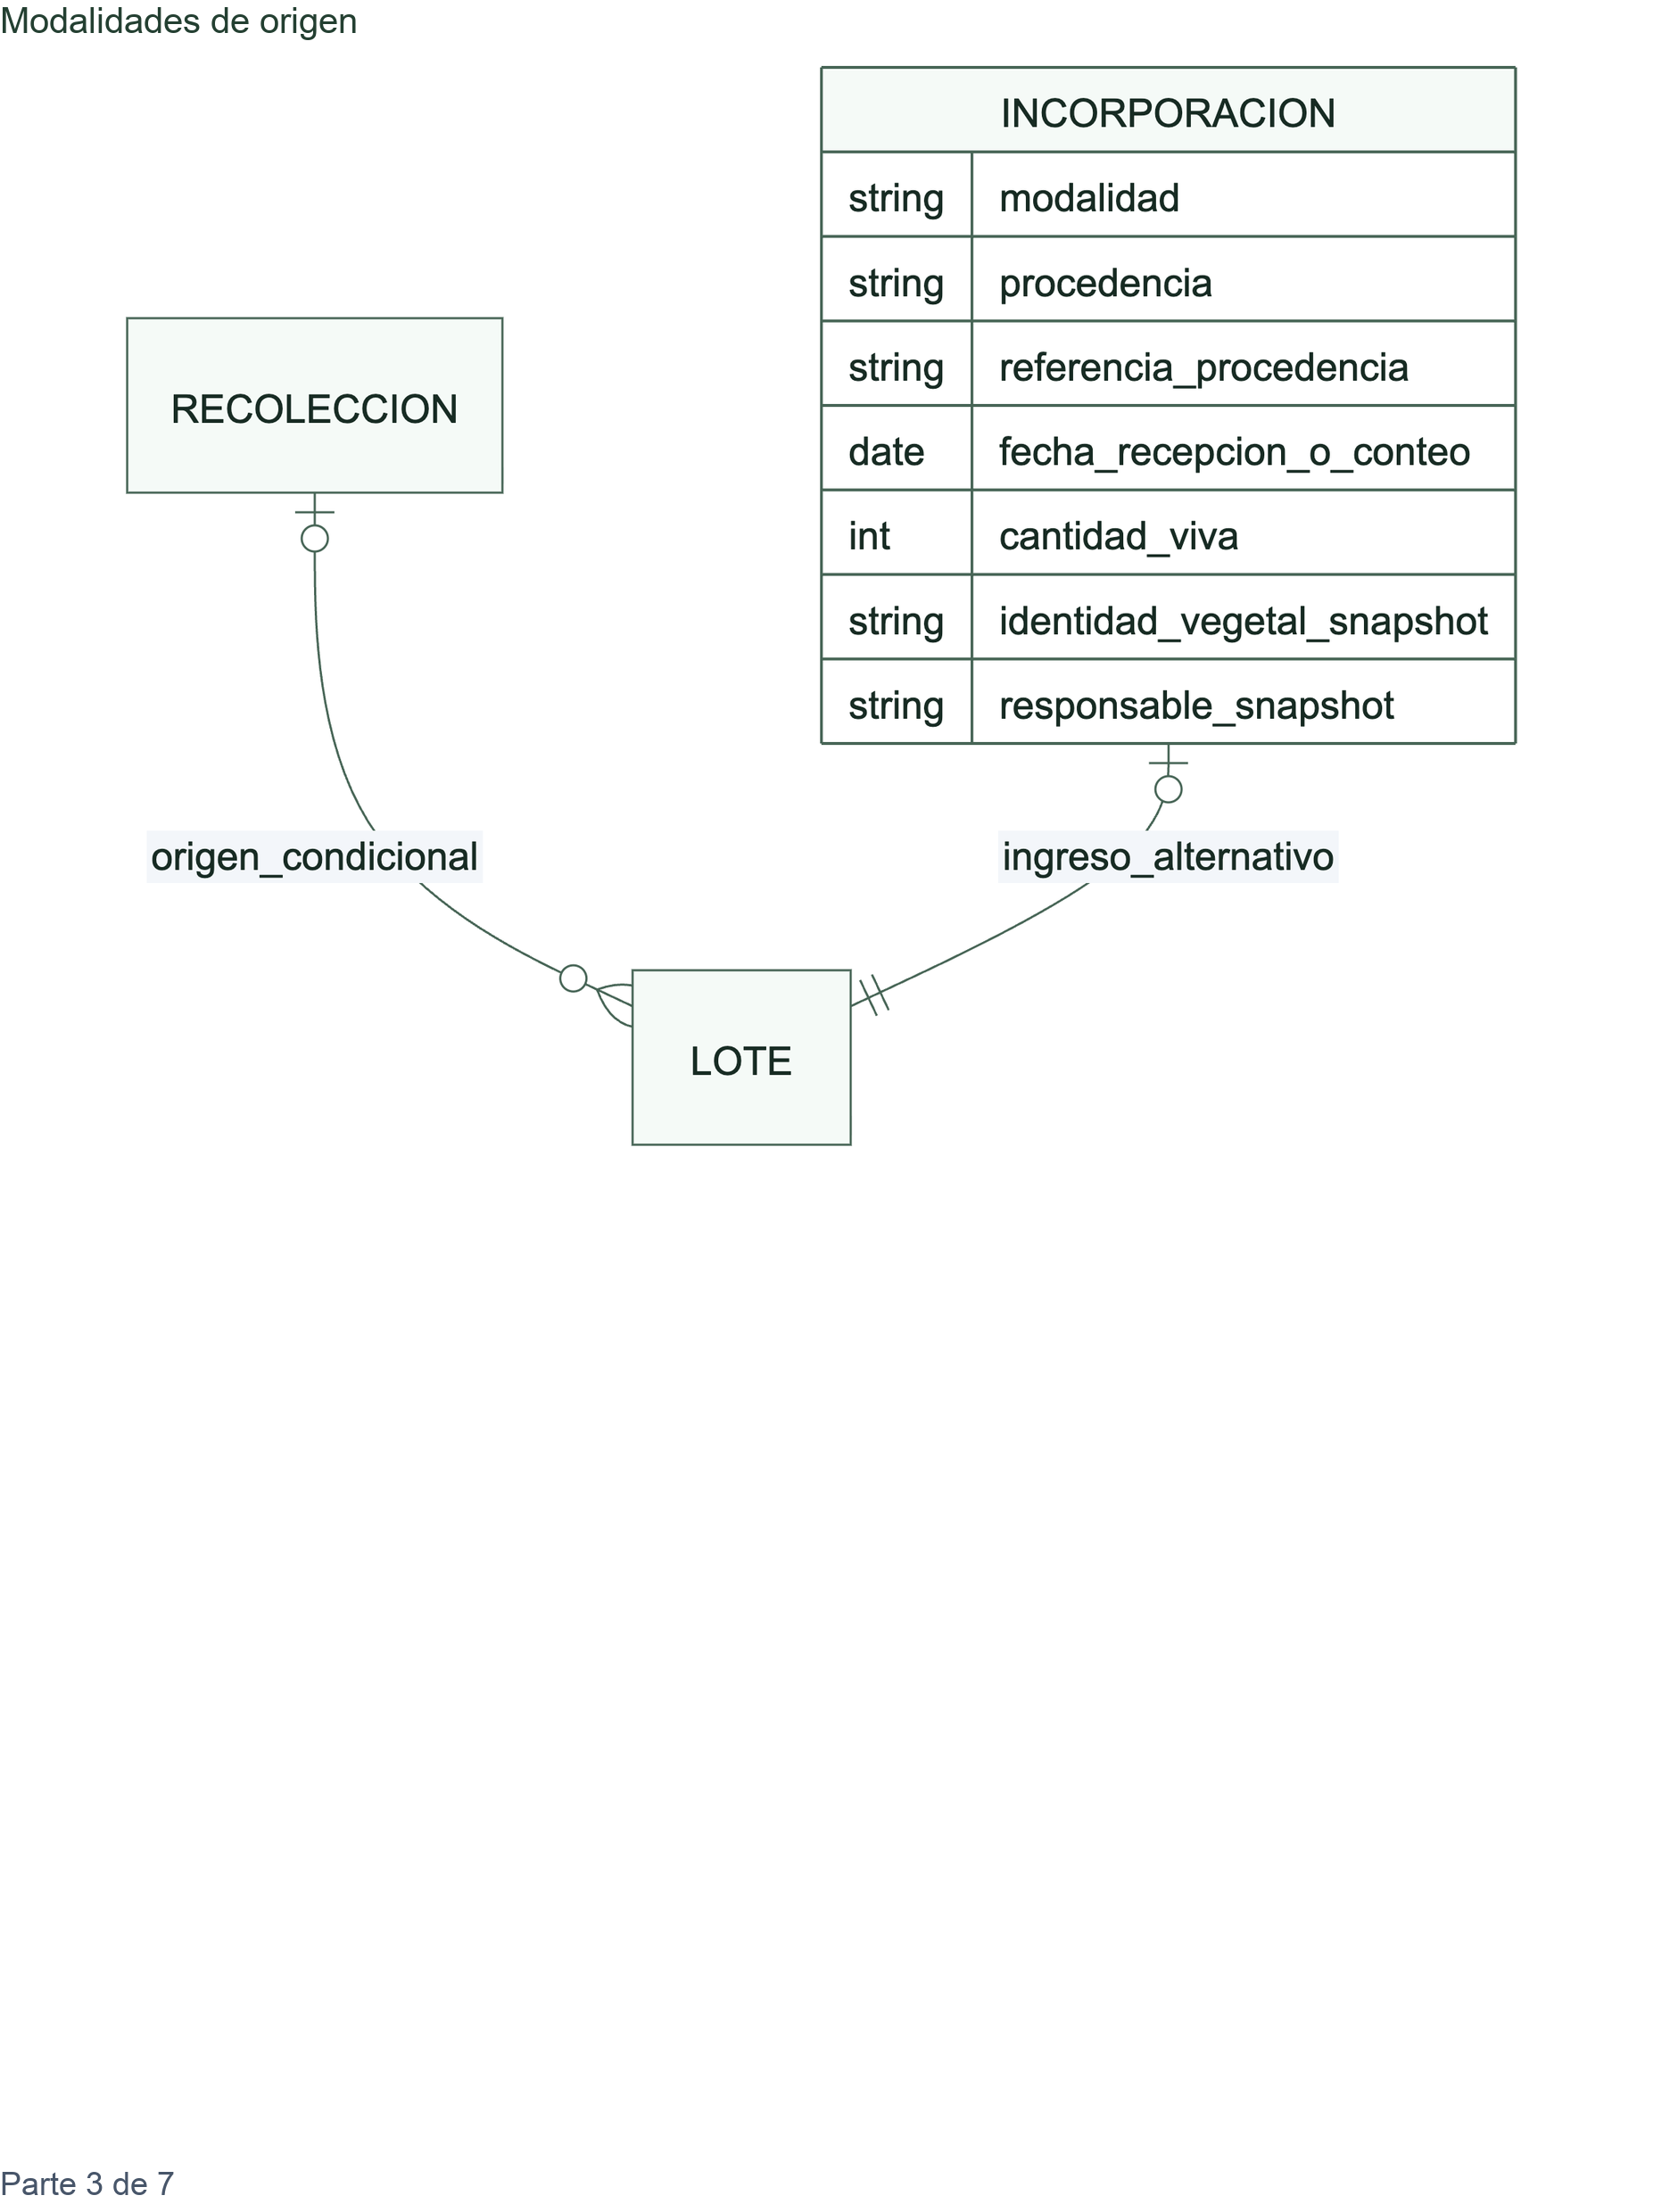 Modalidades de origen
INCORPORACION
string modalidad
string procedencia
string referencia_procedencia
date fecha_recepcion_o_conteo
int cantidad_viva
string identidad_vegetal_snapshot
string responsable_snapshot
RECOLECCION
origen_condicional
ingreso_alternativo
LOTE
Parte 3 de 7